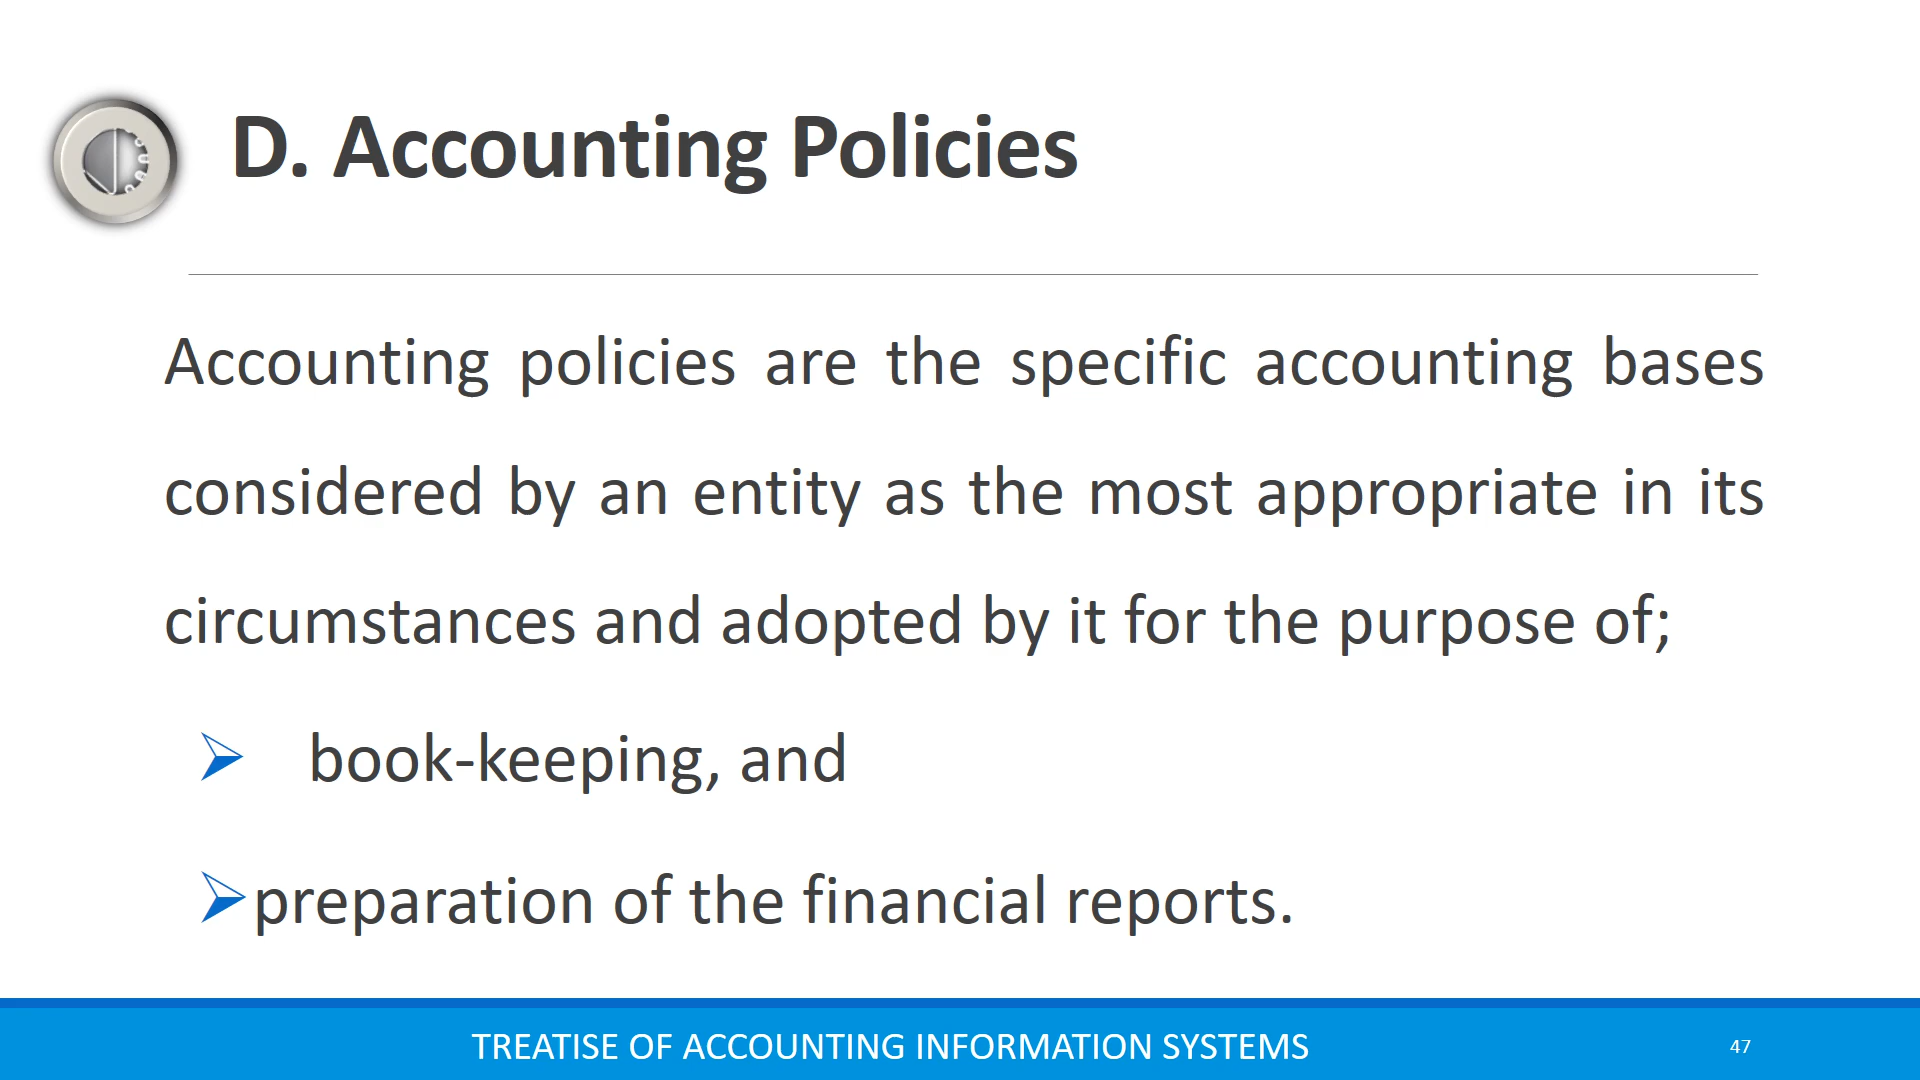 D. Accounting Policies
Accounting policies are the specific accounting bases
considered by an entity as the most appropriate in its
circumstances and adopted by it for the purpose of;
book-keeping, and
preparation of the financial reports.
TREATISE OF ACCOUNTING INFORMATION SYSTEMS
47